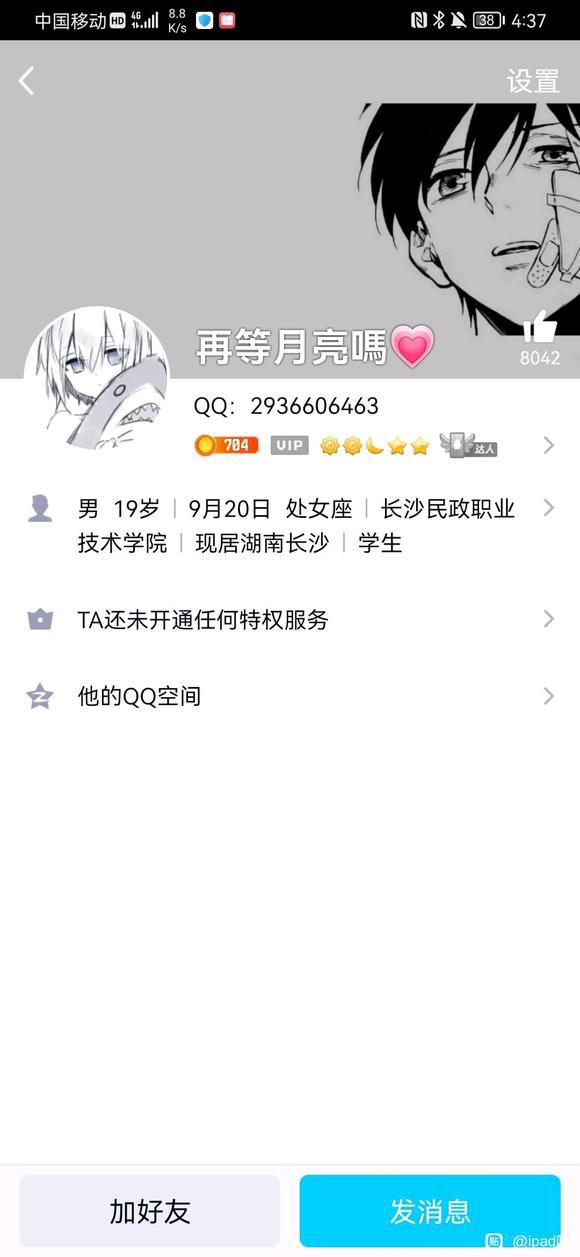 中国移动 HD 4G 8.8 K/s 38 4:37
设置
再等月亮嗎
8042
QQ：2936606463
704 VIP 达人
男 19岁 | 9月20日 处女座 | 长沙民政职业
技术学院 | 现居湖南长沙 | 学生
TA还未开通任何特权服务
他的QQ空间
加好友 发消息
贴 @ipad